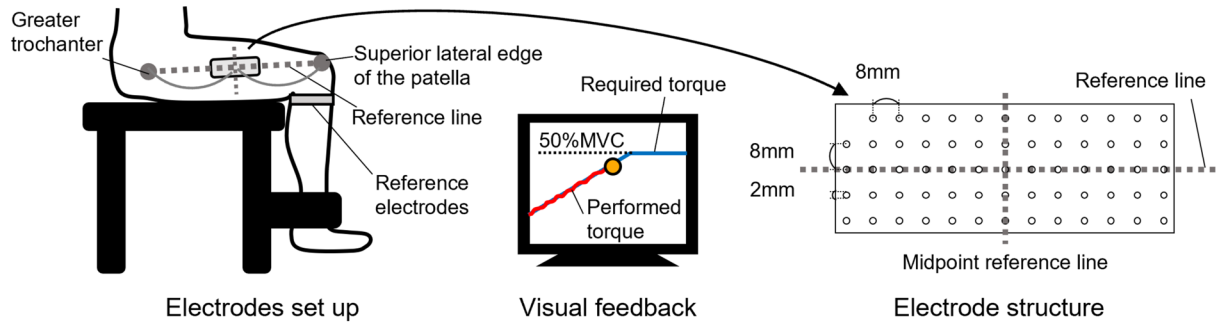 Greater
trochanter
Superior lateral edge
of the patella
Reference line
Reference
electrodes
Electrodes set up
Required torque
50%MVC
Performed
torque
Visual feedback
8mm
Reference line
8mm
2mm
Midpoint reference line
Electrode structure